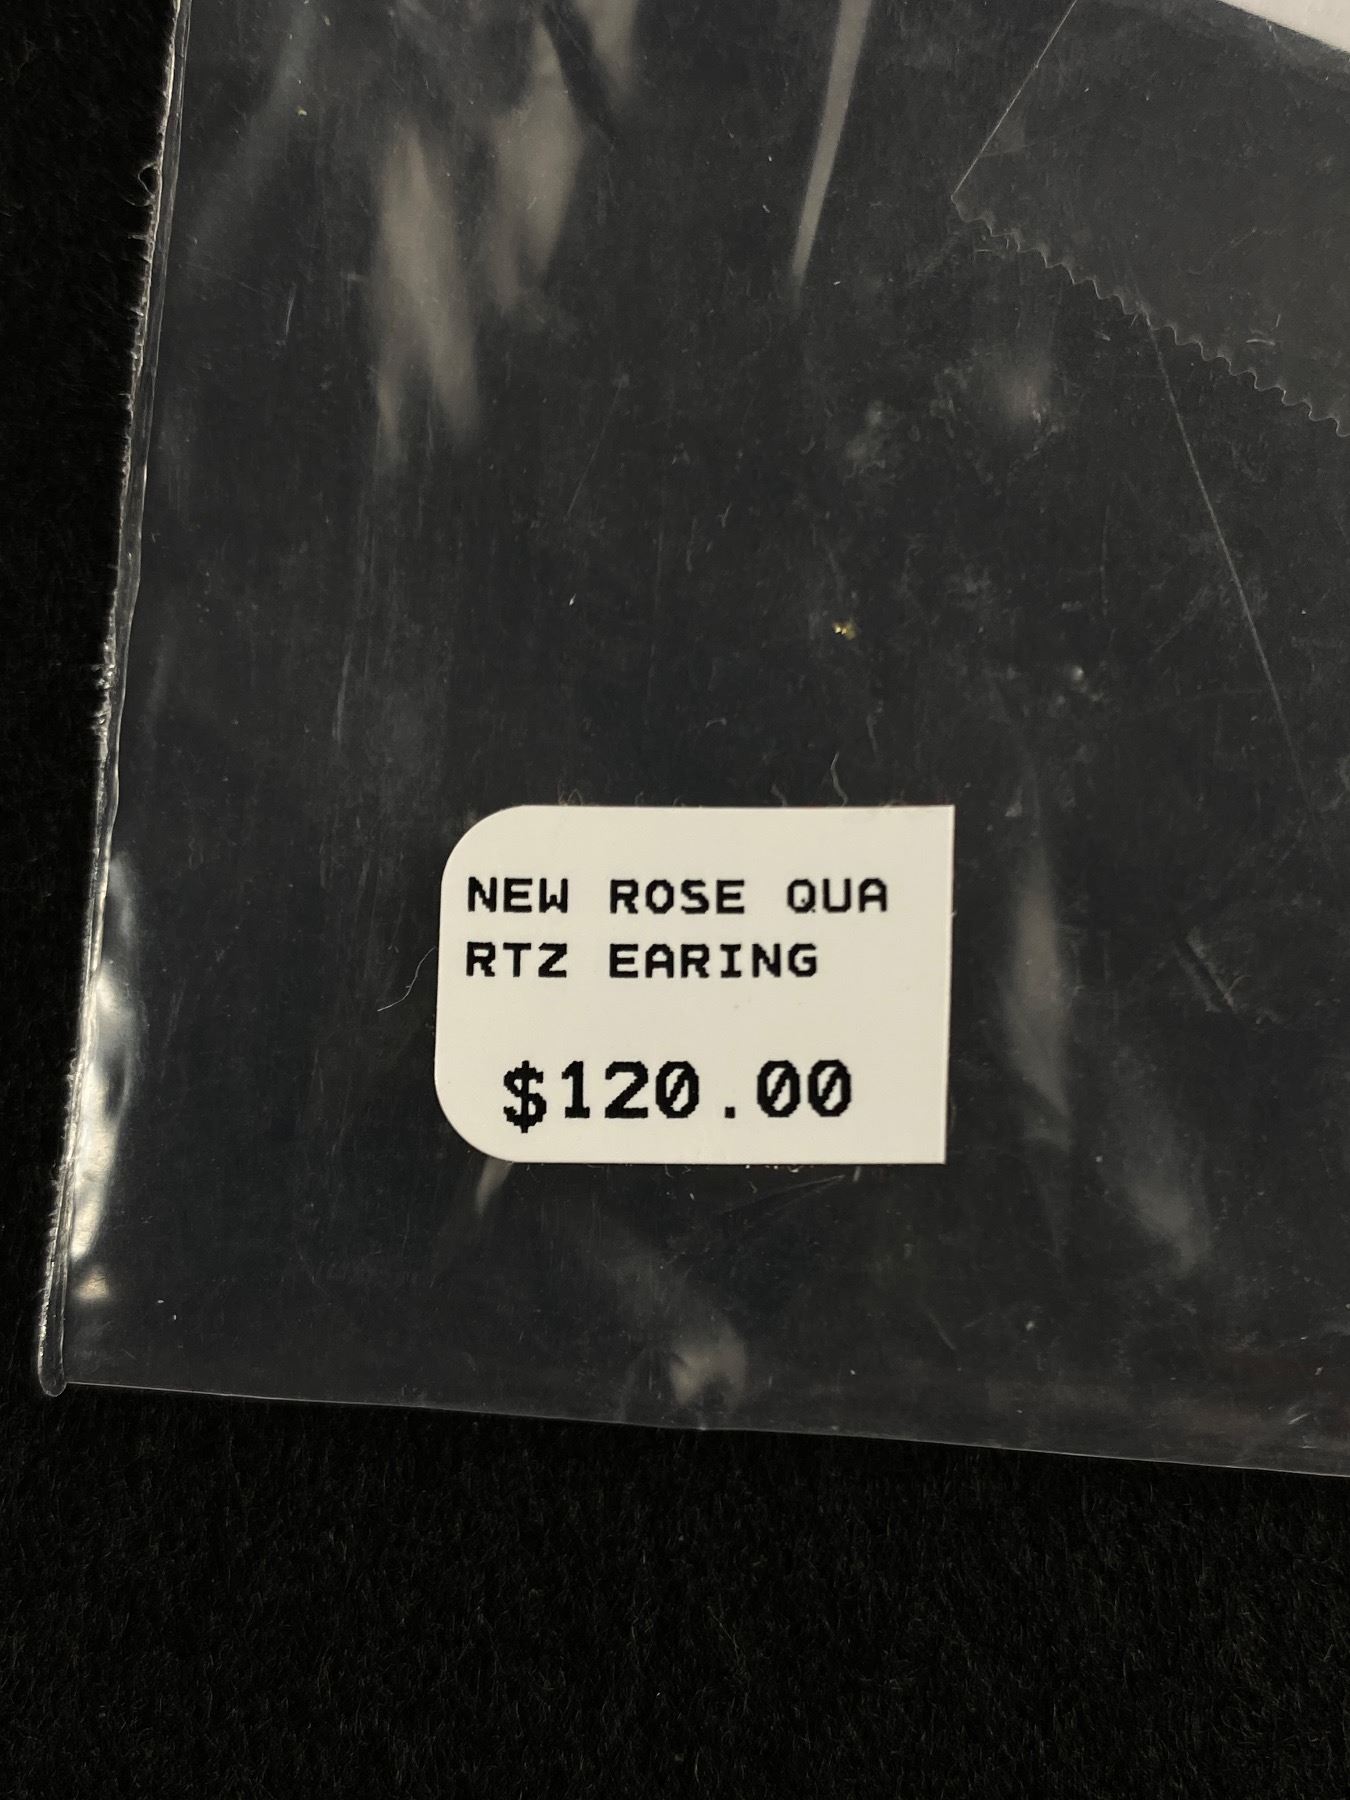 NEW ROSE QUA
RTZ EARING
$120.00